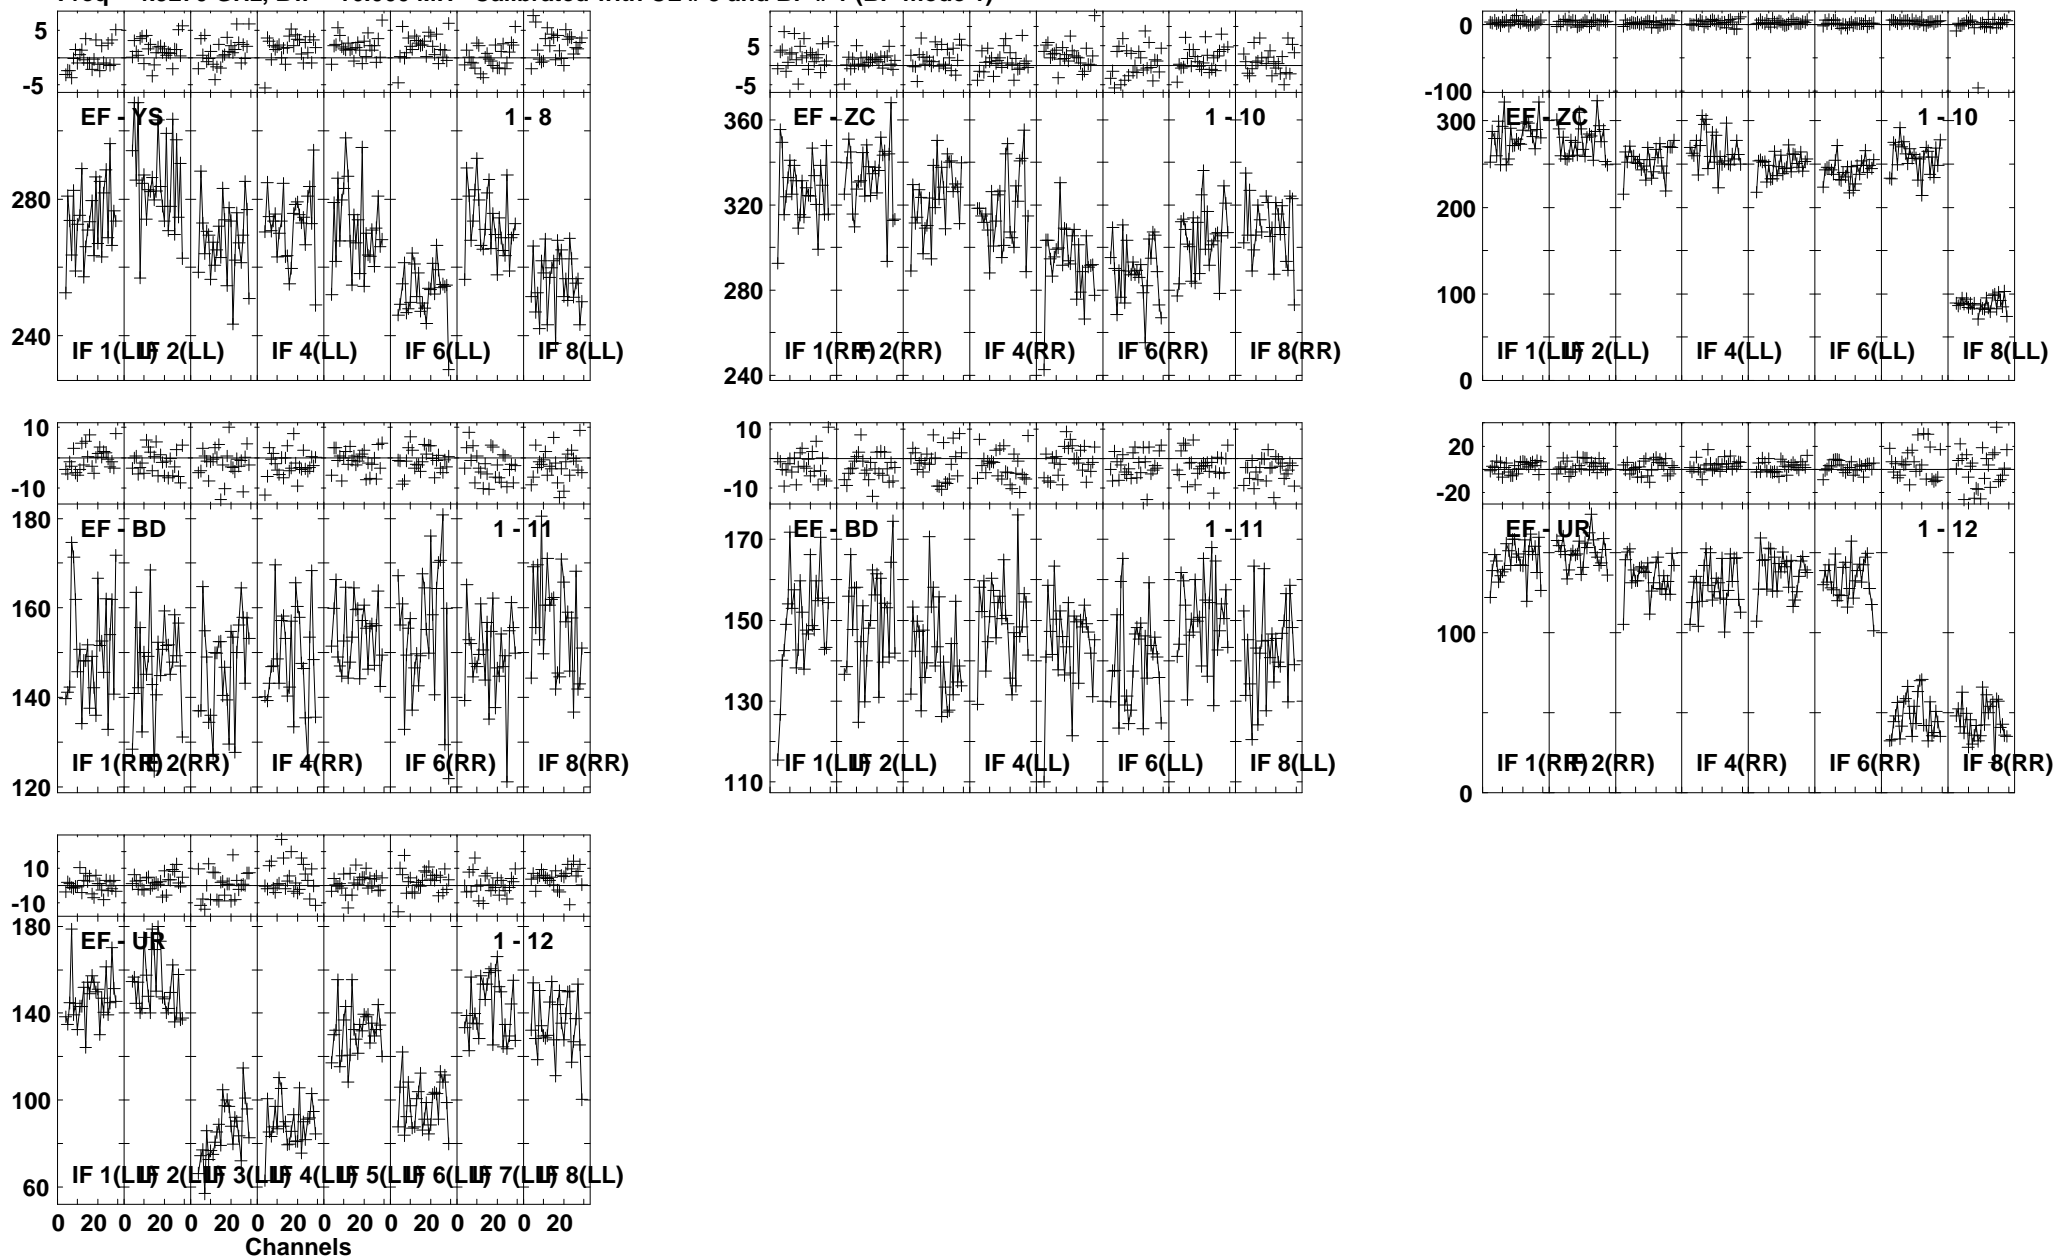 5
-5
280
240
EF - YS
1 - 8
IF 1(LL) IF 2(LL) IF 4(LL) IF 6(LL) IF 8(LL)
5
-5
360
320
280
240
EF - ZC
1 - 10
IF 1(RR) IF 2(RR) IF 4(RR) IF 6(RR) IF 8(RR)
0
-100
300
200
100
0
EF - ZC
1 - 10
IF 1(LL) IF 2(LL) IF 4(LL) IF 6(LL) IF 8(LL)
10
-10
180
160
140
120
EF - BD
1 - 11
IF 1(RR) IF 2(RR) IF 4(RR) IF 6(RR) IF 8(RR)
10
-10
170
150
130
110
EF - BD
1 - 11
IF 1(LL) IF 2(LL) IF 4(LL) IF 6(LL) IF 8(LL)
20
-20
100
0
EF - UR
1 - 12
IF 1(RR) IF 2(RR) IF 4(RR) IF 6(RR) IF 8(RR)
10
-10
180
140
100
60
EF - UR
1 - 12
IF 1(LL) IF 2(LL) IF 3(LL) IF 4(LL) IF 5(LL) IF 6(LL) IF 7(LL) IF 8(LL)
0 20 0 20 0 20 0 20 0 20 0 20 0 20 0 20
Channels